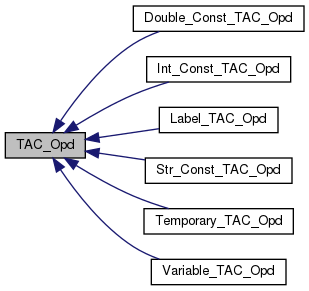 Double_Const_TAC_Opd
Int_Const_TAC_Opd
Label_TAC_Opd
TAC_Opd
Str_Const_TAC_Opd
Temporary_TAC_Opd
Variable_TAC_Opd